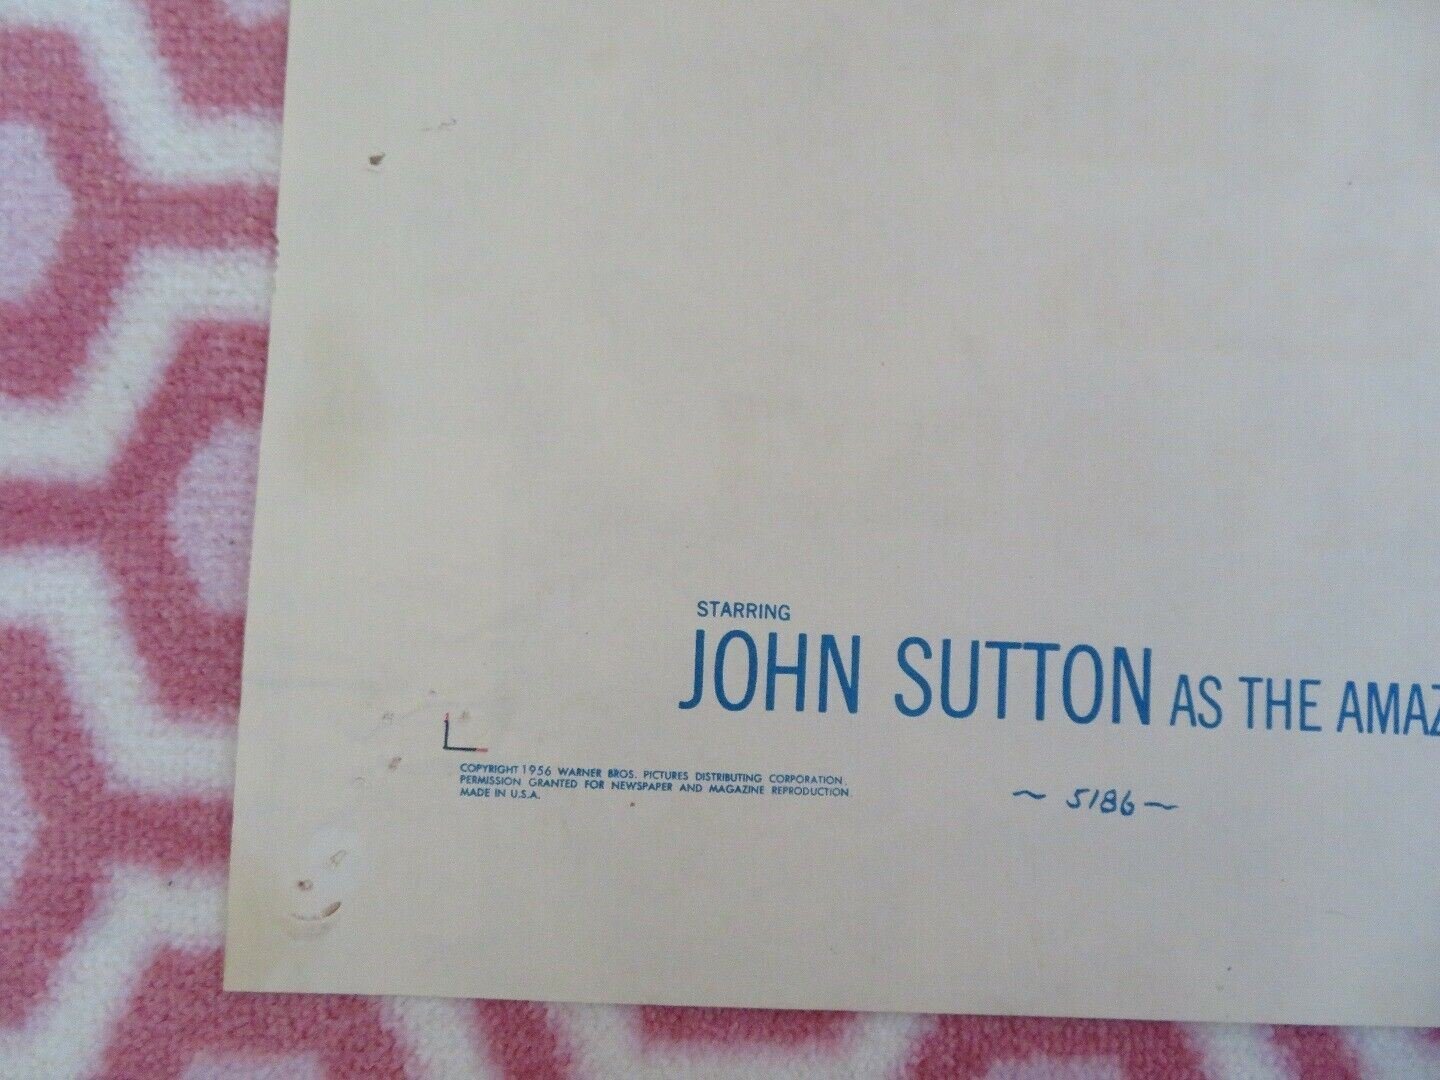 STARRING
JOHN SUTTON AS THE AMAZ
COPYRIGHT 1956 WARNER BROS. PICTURES DISTRIBUTING CORPORATION.
PERMISSION GRANTED FOR NEWSPAPER AND MAGAZINE REPRODUCTION.
MADE IN U.S.A.
~ 5186 ~